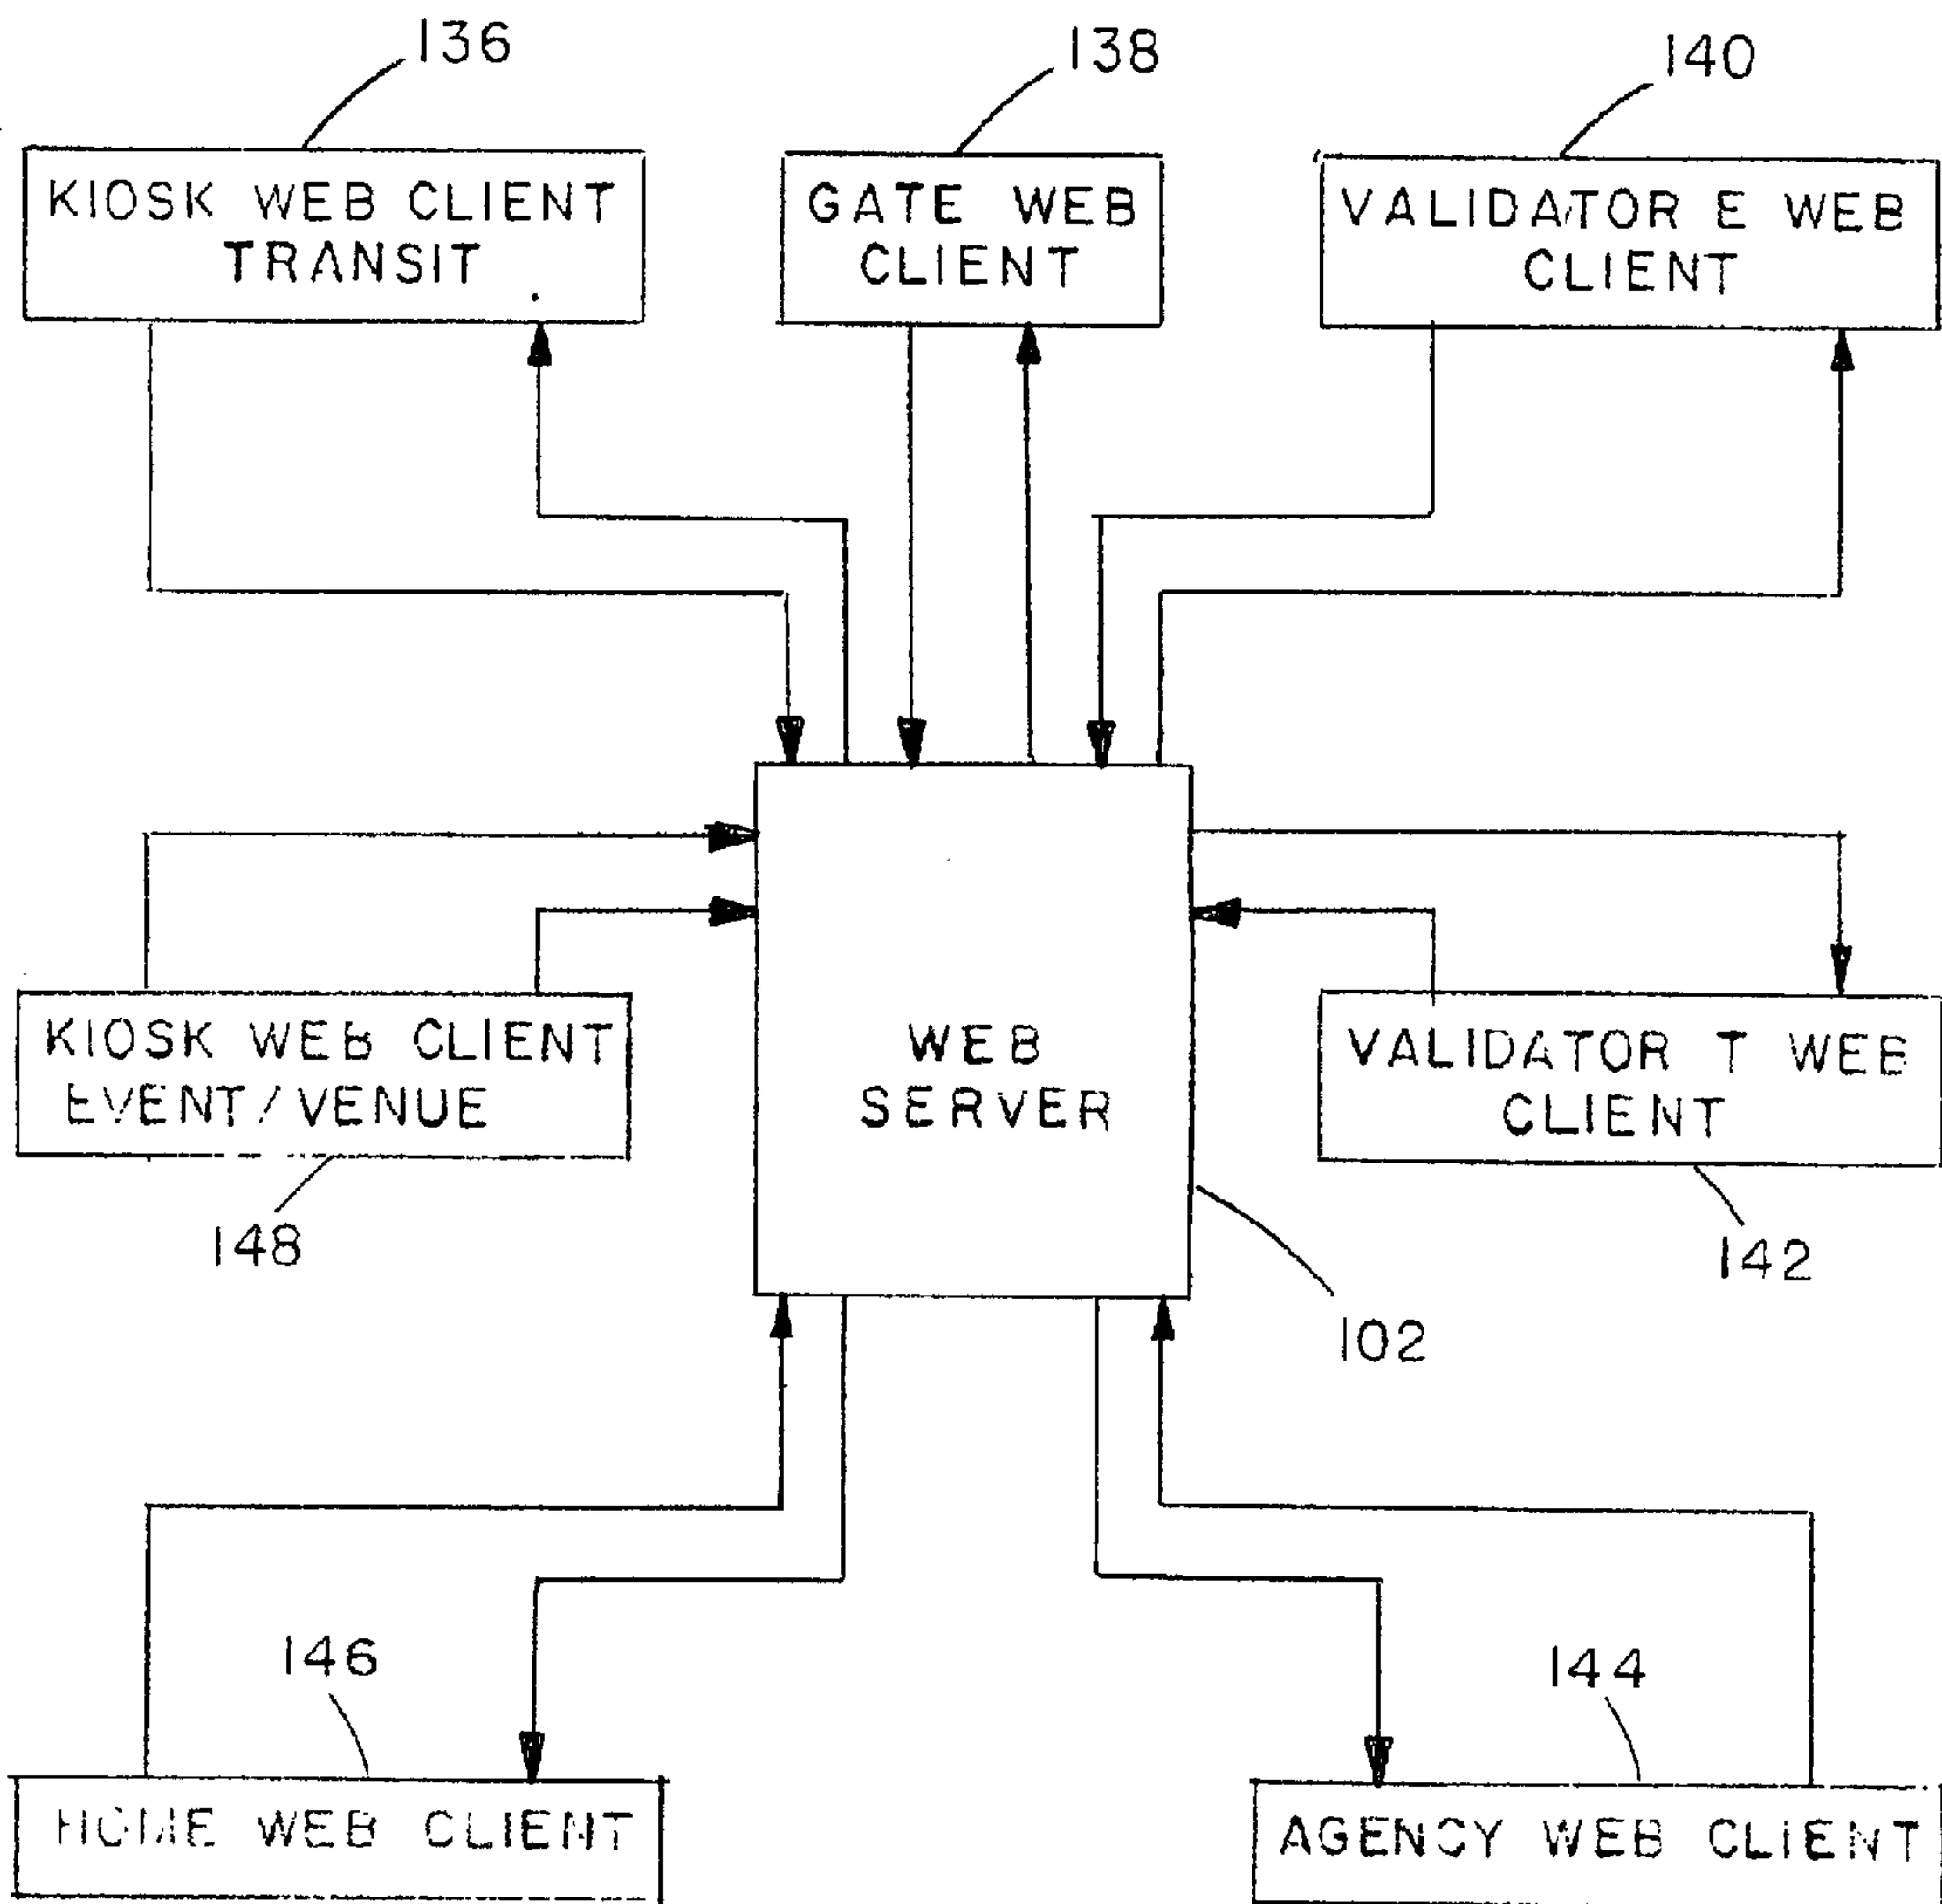 136
138
140
KIOSK WEB CLIENT
TRANSIT
GATE WEB
CLIENT
VALIDATOR E WEB
CLIENT
KIOSK WEB CLIENT
EVENT/VENUE
WEB
SERVER
VALIDATOR T WEB
CLIENT
148
142
102
146
144
HOME WEB CLIENT
AGENCY WEB CLIENT